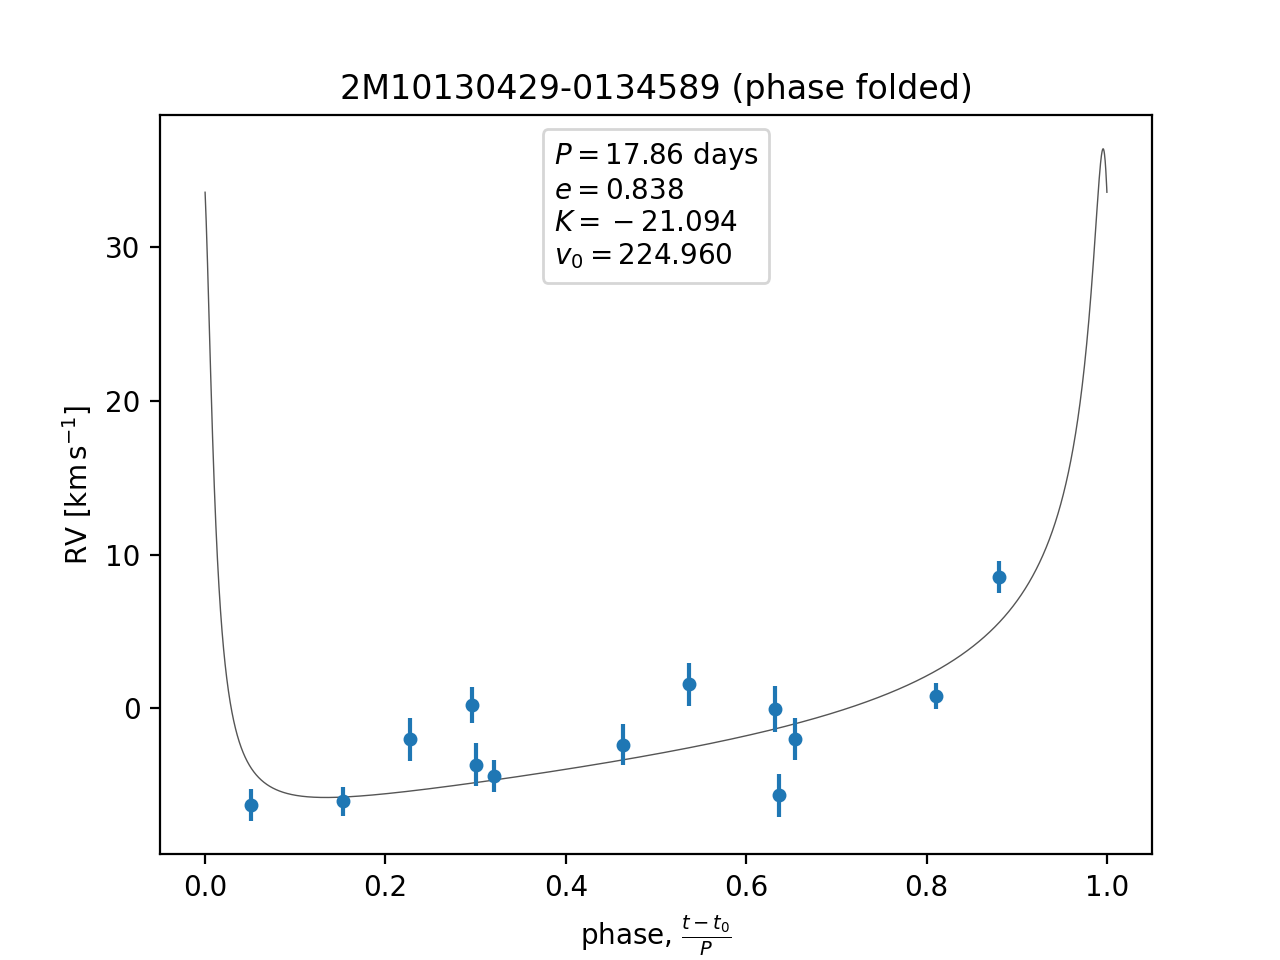 2M10130429-0134589 (phase folded)
P = 17.86 days
e = 0.838
K = −21.094
v₀ = 224.960
30
20
10
0
RV [km s⁻¹]
0.0 0.2 0.4 0.6 0.8 1.0
phase, (t − t₀)/P